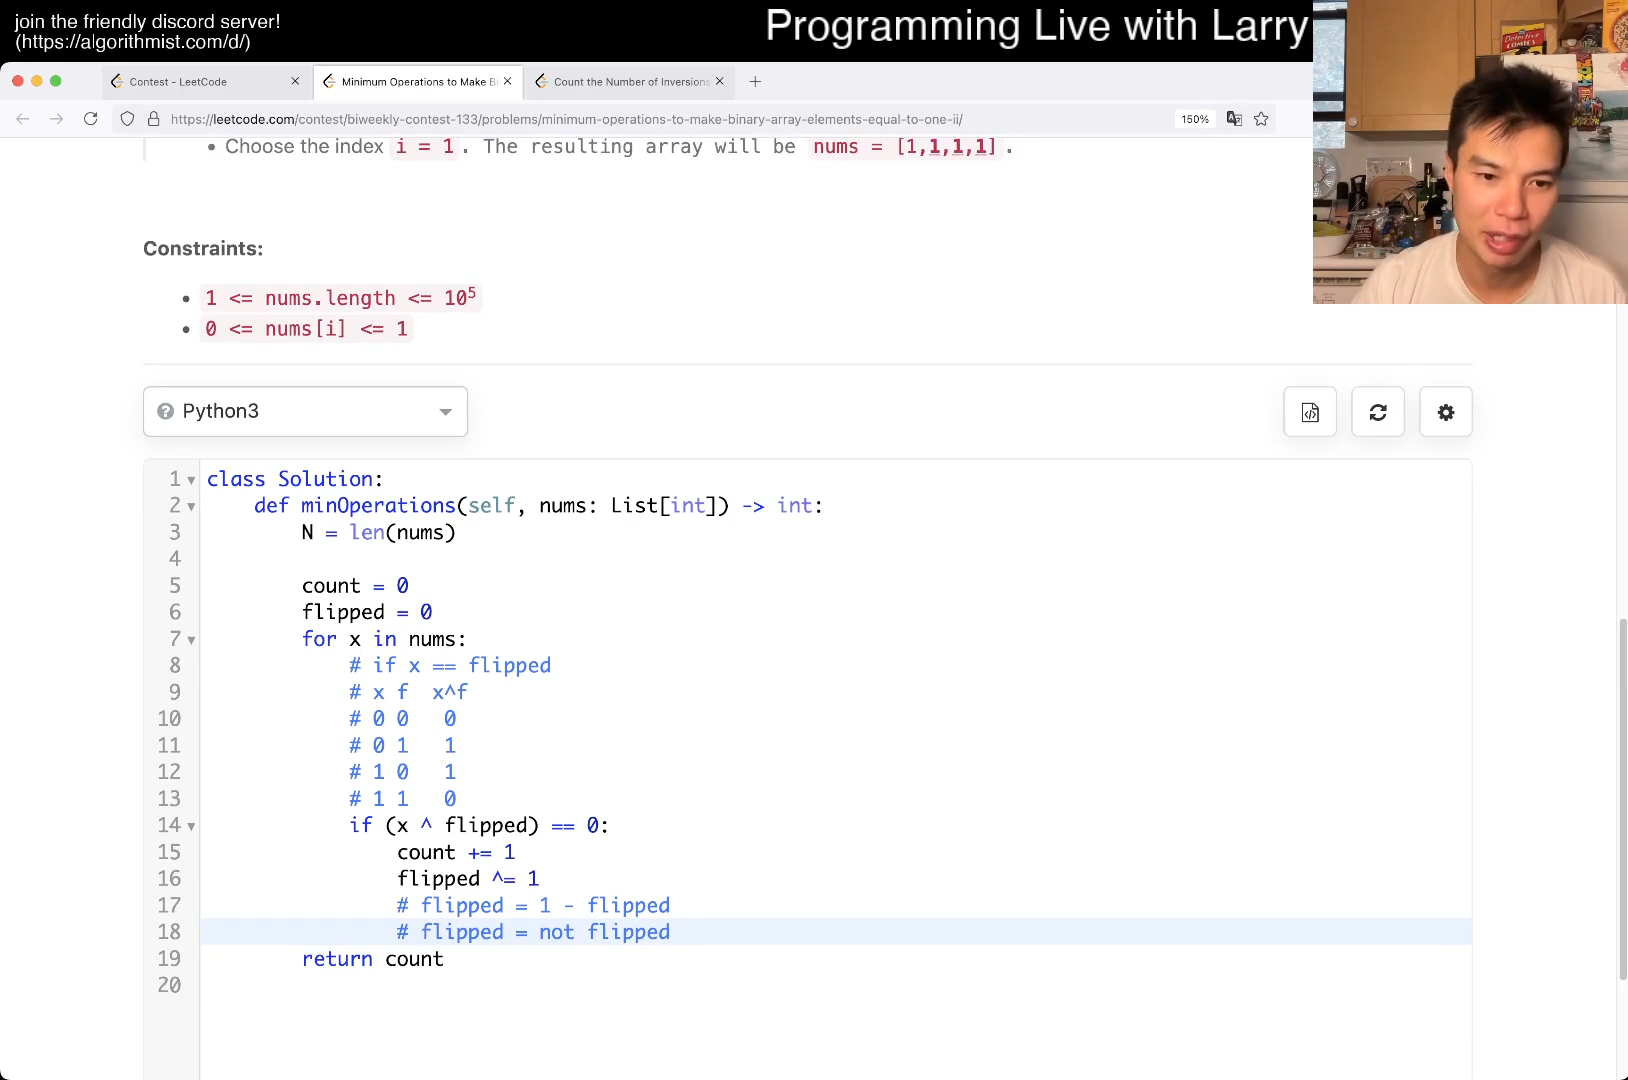 join the friendly discord server!
(https://algorithmist.com/d/)
Programming Live with Larry
Contest - LeetCode
Minimum Operations to Make Bi
Count the Number of Inversions
https://leetcode.com/contest/biweekly-contest-133/problems/minimum-operations-to-make-binary-array-elements-equal-to-one-ii/
150%
• Choose the index i = 1. The resulting array will be nums = [1,1,1,1].
Constraints:
• 1 <= nums.length <= 10⁵
• 0 <= nums[i] <= 1
Python3
1 class Solution:
2     def minOperations(self, nums: List[int]) -> int:
3         N = len(nums)
4
5         count = 0
6         flipped = 0
7         for x in nums:
8             # if x == flipped
9             # x f  x^f
10             # 0 0   0
11             # 0 1   1
12             # 1 0   1
13             # 1 1   0
14             if (x ^ flipped) == 0:
15                 count += 1
16                 flipped ^= 1
17                 # flipped = 1 - flipped
18                 # flipped = not flipped
19         return count
20